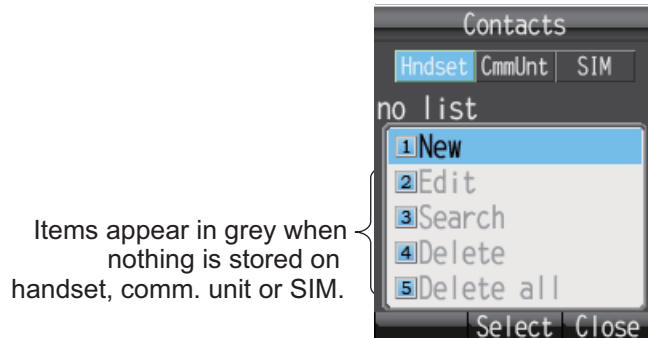 Contacts
Hndset CmmUnt SIM
no list
1 New
2 Edit
3 Search
4 Delete
5 Delete all
Select Close
Items appear in grey when
nothing is stored on
handset, comm. unit or SIM.